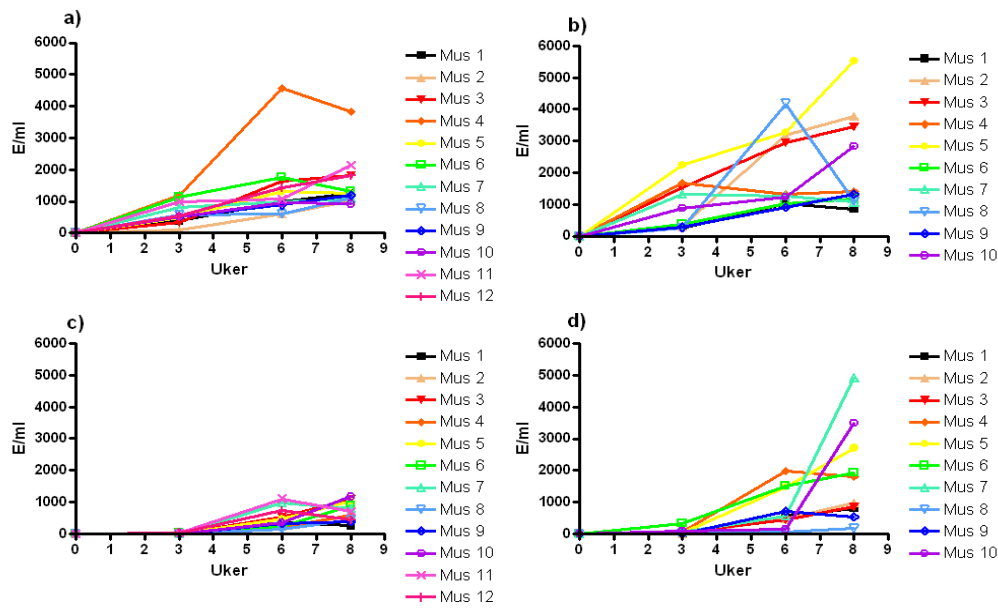 a)
6000
5000
4000
3000
2000
1000
0
E/ml
0 1 2 3 4 5 6 7 8 9
Uker
Mus 1
Mus 2
Mus 3
Mus 4
Mus 5
Mus 6
Mus 7
Mus 8
Mus 9
Mus 10
Mus 11
Mus 12
b)
6000
5000
4000
3000
2000
1000
0
E/ml
0 1 2 3 4 5 6 7 8 9
Uker
Mus 1
Mus 2
Mus 3
Mus 4
Mus 5
Mus 6
Mus 7
Mus 8
Mus 9
Mus 10
c)
6000
5000
4000
3000
2000
1000
0
E/ml
0 1 2 3 4 5 6 7 8 9
Uker
Mus 1
Mus 2
Mus 3
Mus 4
Mus 5
Mus 6
Mus 7
Mus 8
Mus 9
Mus 10
Mus 11
Mus 12
d)
6000
5000
4000
3000
2000
1000
0
E/ml
0 1 2 3 4 5 6 7 8 9
Uker
Mus 1
Mus 2
Mus 3
Mus 4
Mus 5
Mus 6
Mus 7
Mus 8
Mus 9
Mus 10